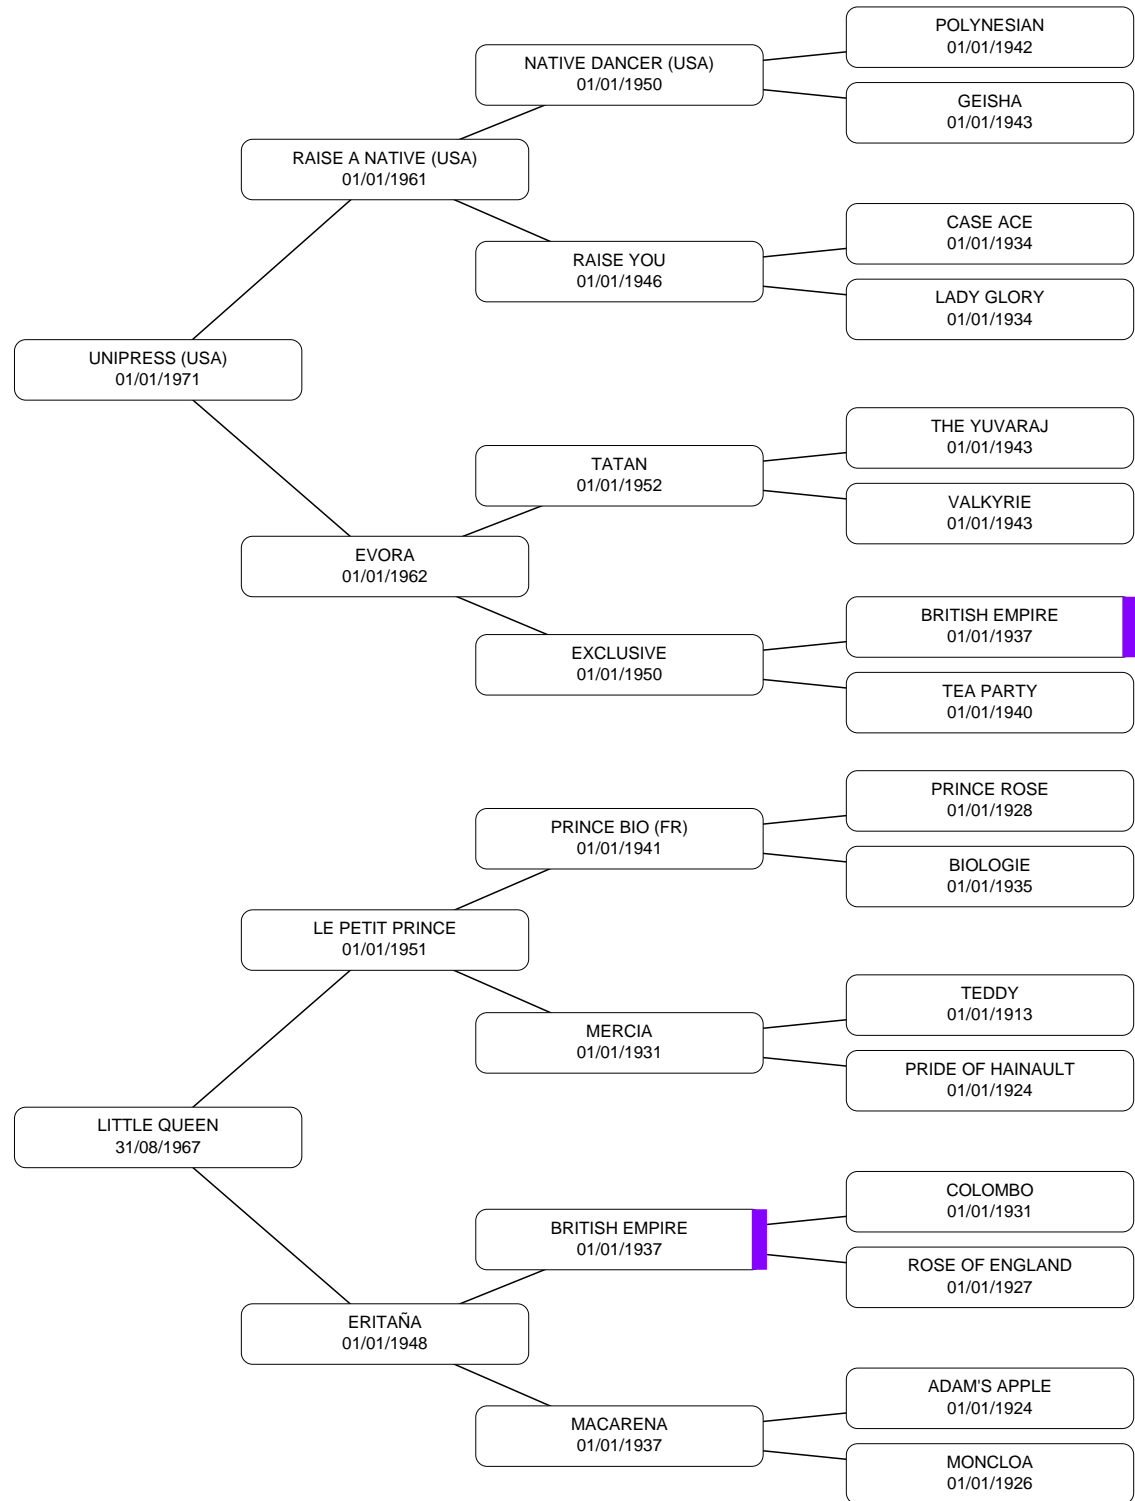 POLYNESIAN
01/01/1942
NATIVE DANCER (USA)
01/01/1950
GEISHA
01/01/1943
RAISE A NATIVE (USA)
01/01/1961
CASE ACE
01/01/1934
RAISE YOU
01/01/1946
LADY GLORY
01/01/1934
UNIPRESS (USA)
01/01/1971
THE YUVARAJ
01/01/1943
TATAN
01/01/1952
VALKYRIE
01/01/1943
EVORA
01/01/1962
BRITISH EMPIRE
01/01/1937
EXCLUSIVE
01/01/1950
TEA PARTY
01/01/1940
PRINCE ROSE
01/01/1928
PRINCE BIO (FR)
01/01/1941
BIOLOGIE
01/01/1935
LE PETIT PRINCE
01/01/1951
TEDDY
01/01/1913
MERCIA
01/01/1931
PRIDE OF HAINAULT
01/01/1924
LITTLE QUEEN
31/08/1967
COLOMBO
01/01/1931
BRITISH EMPIRE
01/01/1937
ROSE OF ENGLAND
01/01/1927
ERITAÑA
01/01/1948
ADAM'S APPLE
01/01/1924
MACARENA
01/01/1937
MONCLOA
01/01/1926